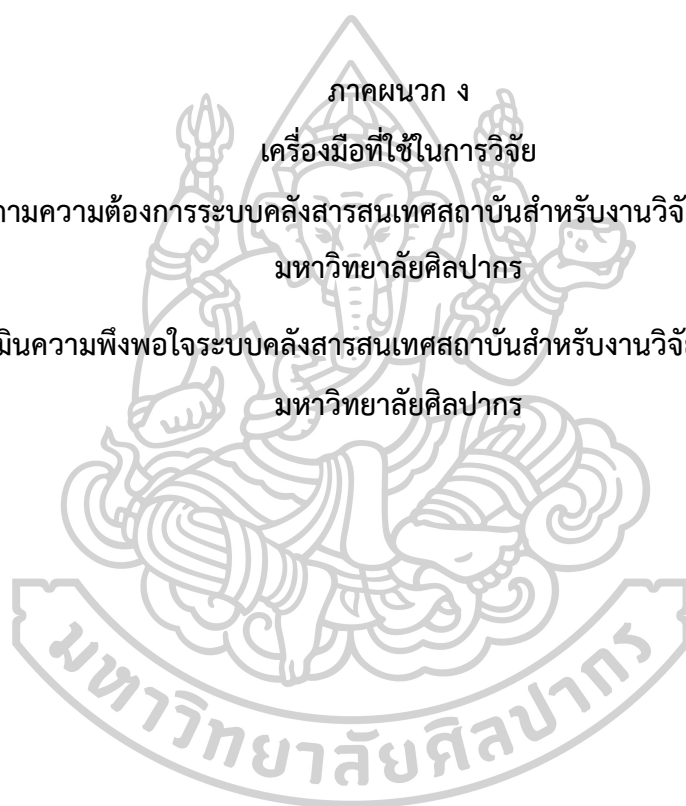 ภาคผนวก ง
เครื่องมือที่ใช้ในการวิจัย
ความต้องการระบบคลังสารสนเทศสถาบันสำหรับงานวิจั
มหาวิทยาลัยศิลปากร
ความพึงพอใจระบบคลังสารสนเทศสถาบันสำหรับงานวิจั
มหาวิทยาลัยศิลปากร
มหาวิทยาลัยศิลปากร